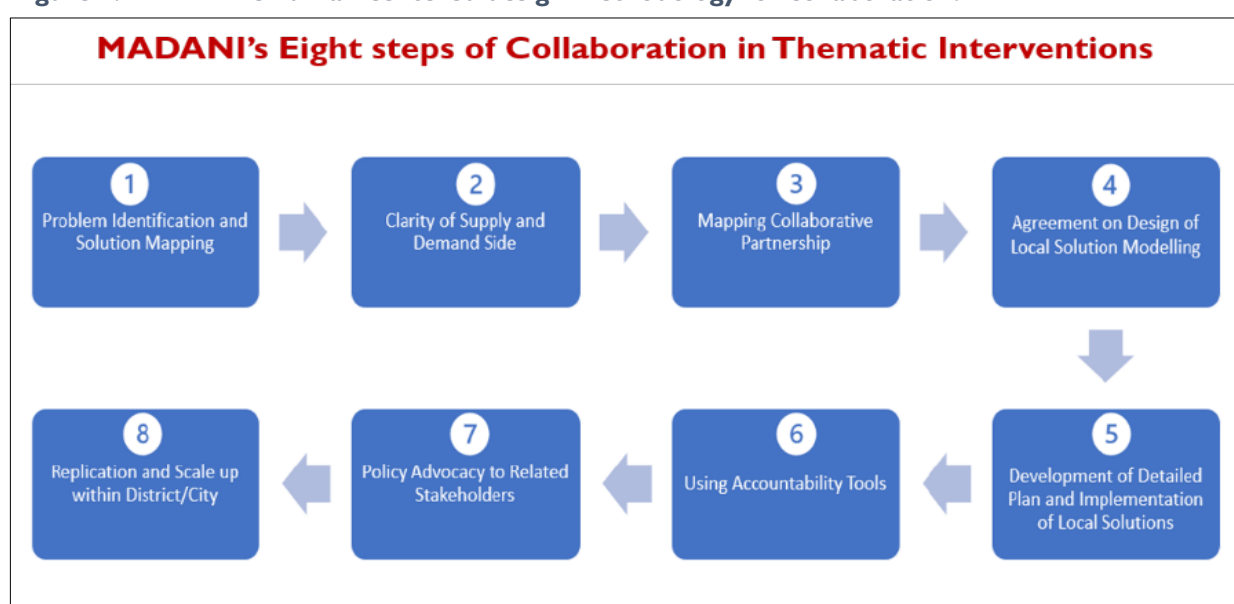 MADANI's Eight steps of Collaboration in Thematic Interventions
1
Problem Identification and
Solution Mapping
2
Clarity of Supply and
Demand Side
3
Mapping Collaborative
Partnership
4
Agreement on Design of
Local Solution Modelling
5
Development of Detailed
Plan and Implementation
of Local Solutions
6
Using Accountability Tools
7
Policy Advocacy to Related
Stakeholders
8
Replication and Scale up
within District/City